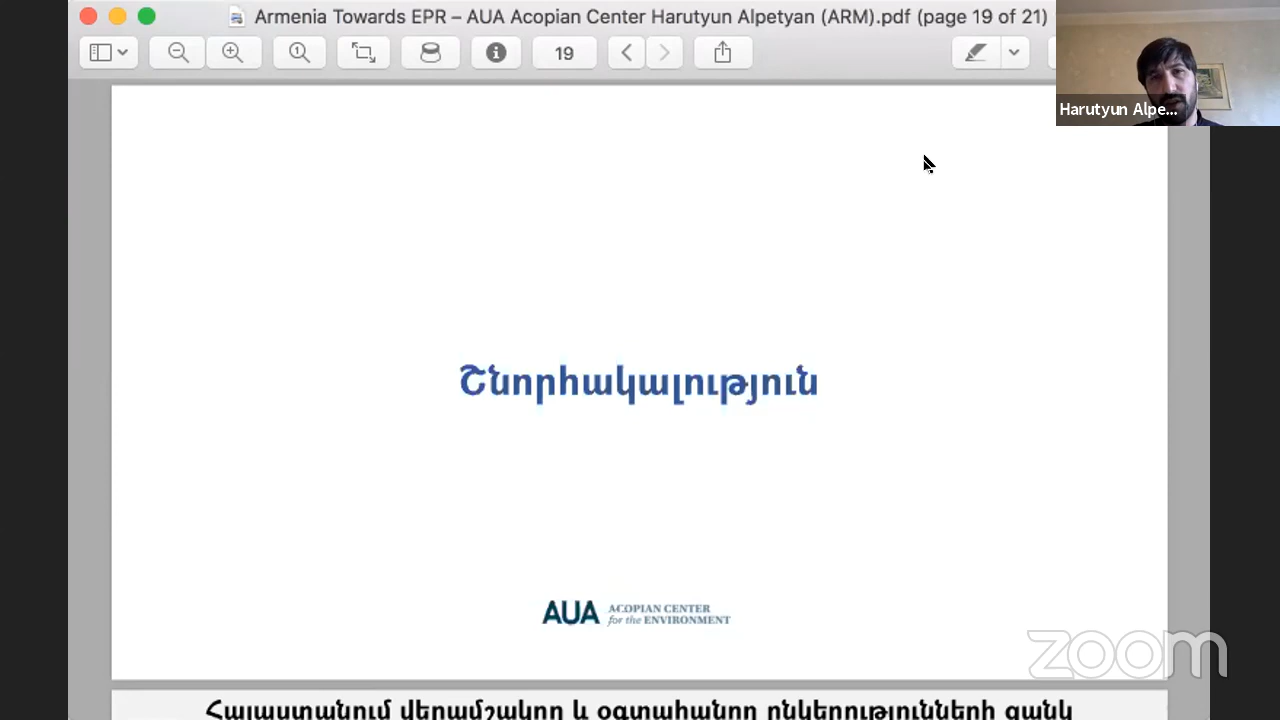 Armenia Towards EPR – AUA Acopian Center Harutyun Alpetyan (ARM).pdf (page 19 of 21)
19
Harutyun Alpe...
Շնորհակալություն
AUA ACOPIAN CENTER
for the ENVIRONMENT
zoom
Հայաստանում վերամշակող և օգտահանող ընկերությունների ցանկ